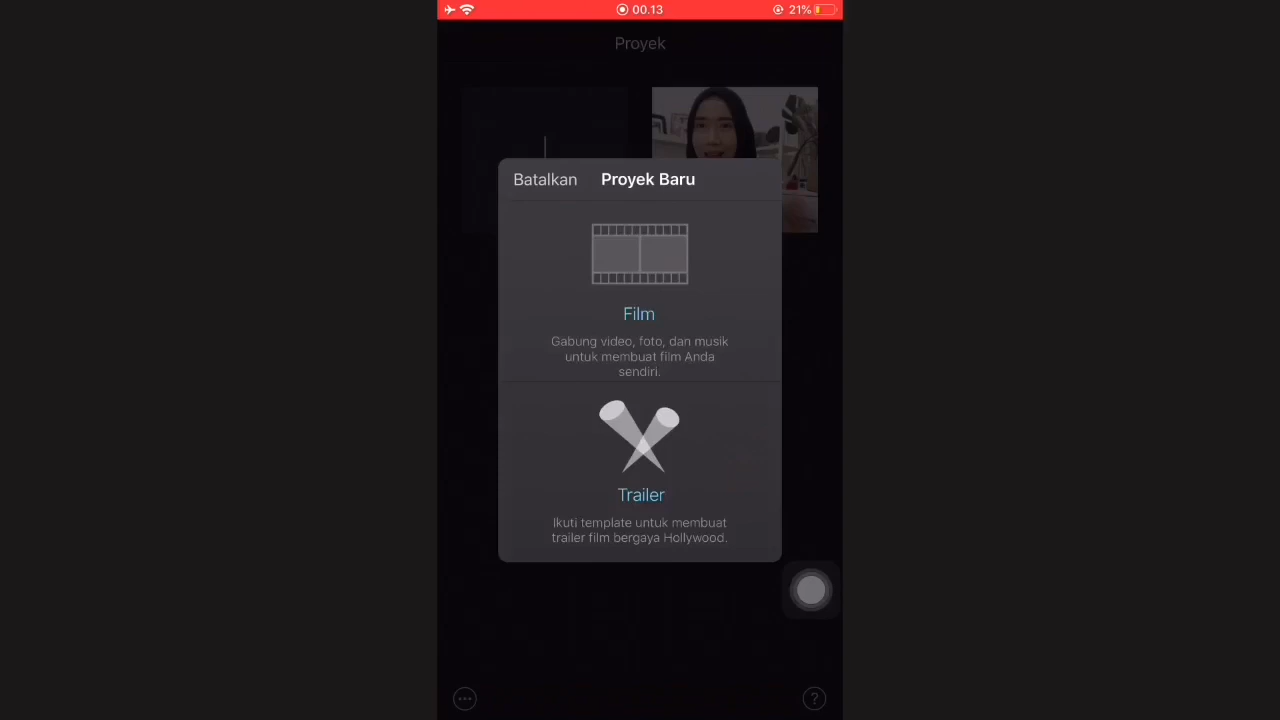 00.13
21%
Proyek
Batalkan
Proyek Baru
Film
Gabung video, foto, dan musik
untuk membuat film Anda
sendiri.
Trailer
Ikuti template untuk membuat
trailer film bergaya Hollywood.
?